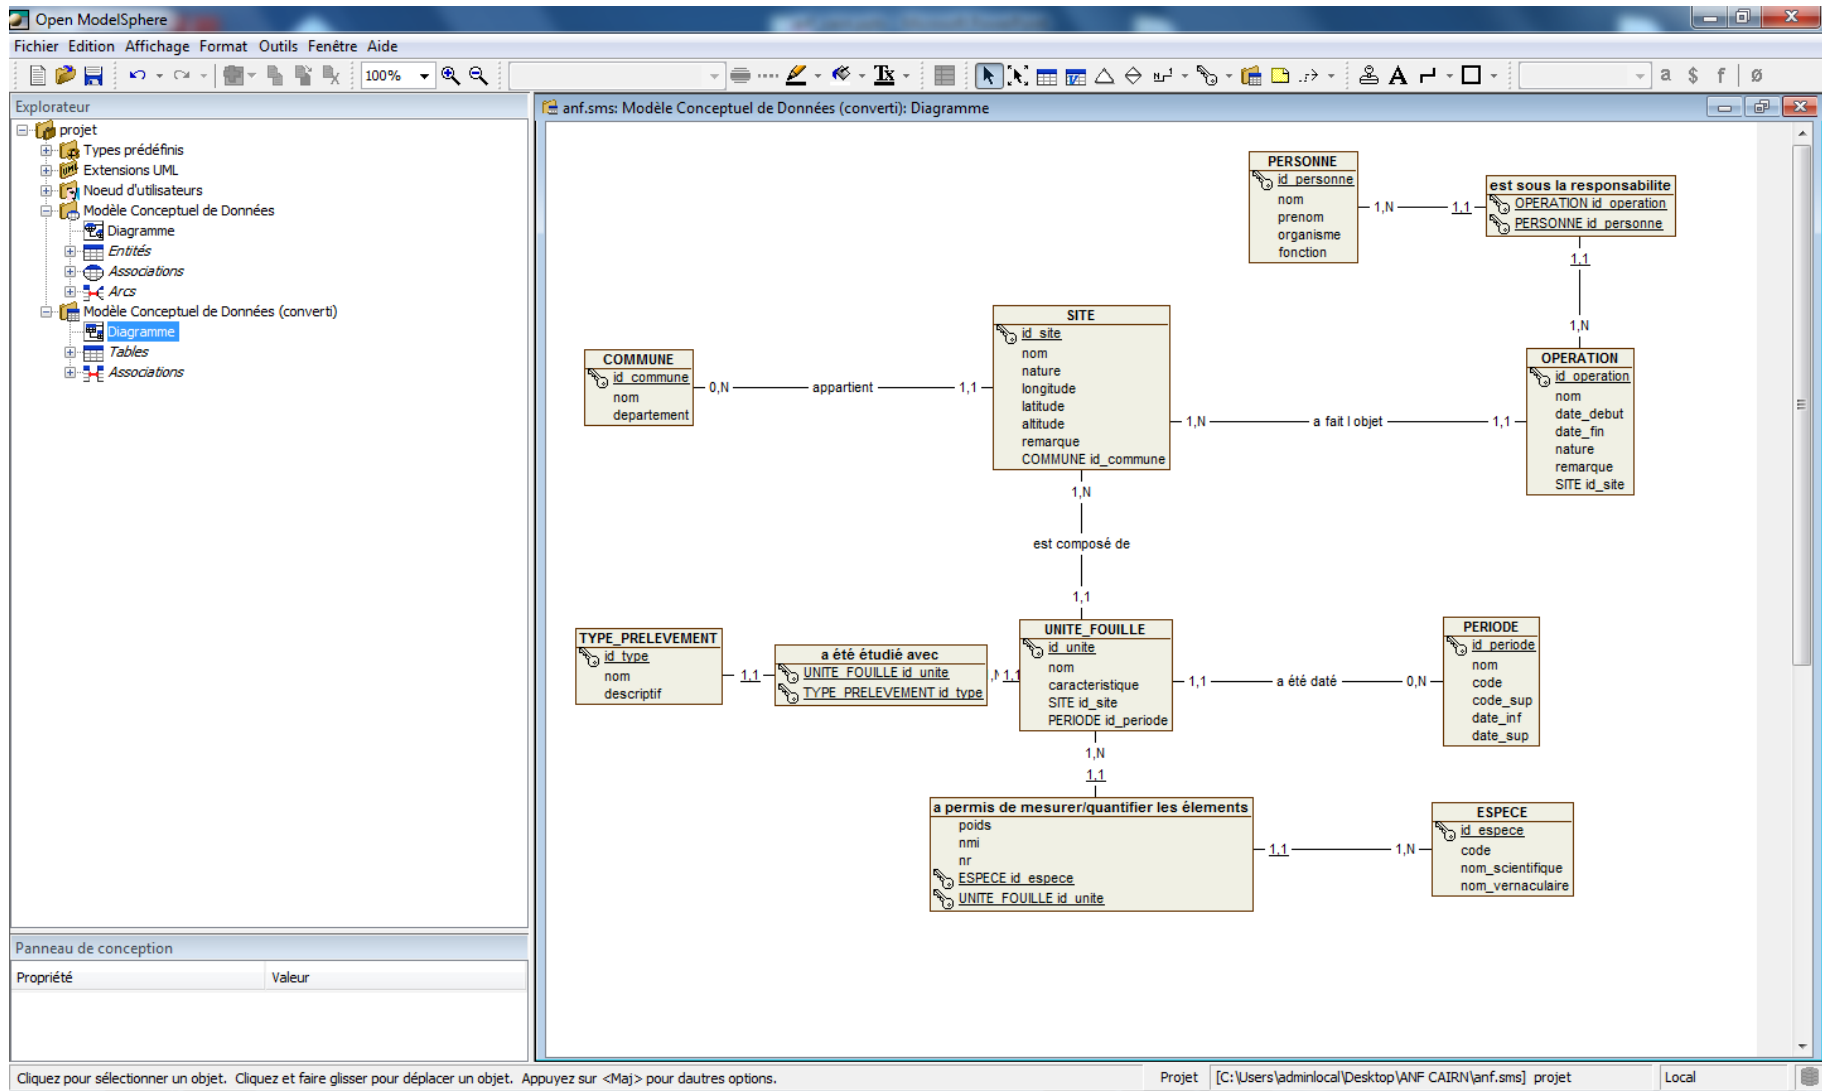 Open ModelSphere
Fichier Edition Affichage Format Outils Fenêtre Aide
100%
Tx
A
a $ f ø
Explorateur
projet
Types prédéfinis
Extensions UML
Noeud d'utilisateurs
Modèle Conceptuel de Données
Diagramme
Entités
Associations
Arcs
Modèle Conceptuel de Données (converti)
Diagramme
Tables
Associations
Panneau de conception
Propriété Valeur
anf.sms: Modèle Conceptuel de Données (converti): Diagramme
PERSONNE
id_personne
nom
prenom
organisme
fonction
1,N 1,1
est sous la responsabilite
OPERATION id_operation
PERSONNE id_personne
1,1
1,N
SITE
id_site
nom
nature
longitude
latitude
altitude
remarque
COMMUNE id_commune
COMMUNE
id_commune
nom
departement
0,N appartient 1,1
OPERATION
id_operation
nom
date_debut
date_fin
nature
remarque
SITE id_site
1,N a fait l objet 1,1
1,N
est composé de
1,1
TYPE_PRELEVEMENT
id_type
nom
descriptif
1,1
a été étudié avec
UNITE_FOUILLE id_unite
TYPE_PRELEVEMENT id_type
,N 1,1
UNITE_FOUILLE
id_unite
nom
caracteristique
SITE id_site
PERIODE id_periode
1,1 a été daté 0,N
PERIODE
id_periode
nom
code
code_sup
date_inf
date_sup
1,N
1,1
a permis de mesurer/quantifier les élements
poids
nmi
nr
ESPECE id_espece
UNITE_FOUILLE id_unite
1,1 1,N
ESPECE
id_espece
code
nom_scientifique
nom_vernaculaire
Cliquez pour sélectionner un objet. Cliquez et faire glisser pour déplacer un objet. Appuyez sur <Maj> pour dautres options.
Projet [C:\Users\adminlocal\Desktop\ANF CAIRN\anf.sms] projet Local